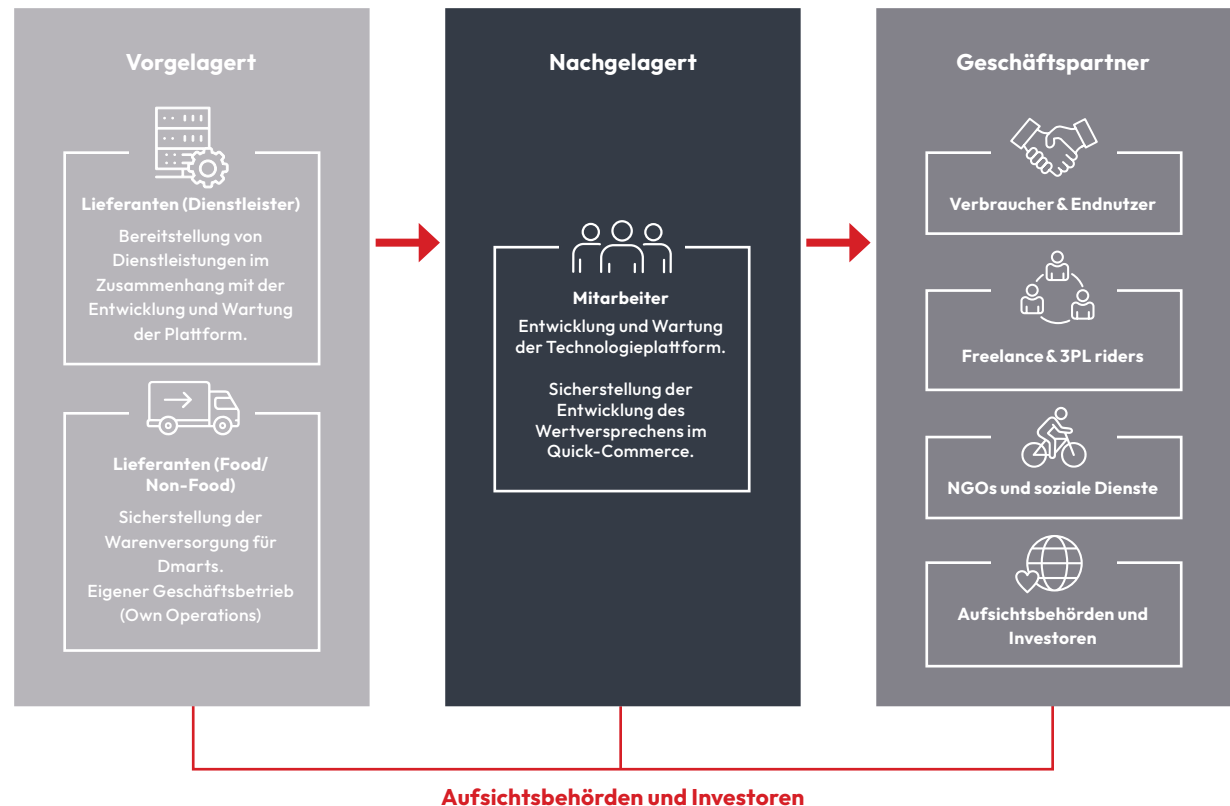 Vorgelagert
Lieferanten (Dienstleister)
Bereitstellung von
Dienstleistungen im
Zusammenhang mit der
Entwicklung und Wartung
der Plattform.
Lieferanten (Food/
Non-Food)
Sicherstellung der
Warenversorgung für
Dmarts.
Eigener Geschäftsbetrieb
(Own Operations)
Nachgelagert
Mitarbeiter
Entwicklung und Wartung
der Technologieplattform.
Sicherstellung der
Entwicklung des
Wertversprechens im
Quick-Commerce.
Geschäftspartner
Verbraucher & Endnutzer
Freelance & 3PL riders
NGOs und soziale Dienste
Aufsichtsbehörden und
Investoren
Aufsichtsbehörden und Investoren